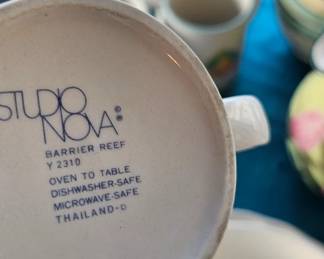 STUDIO
NOVA®
BARRIER REEF
Y 2310
OVEN TO TABLE
DISHWASHER-SAFE
MICROWAVE-SAFE
THAILAND-D